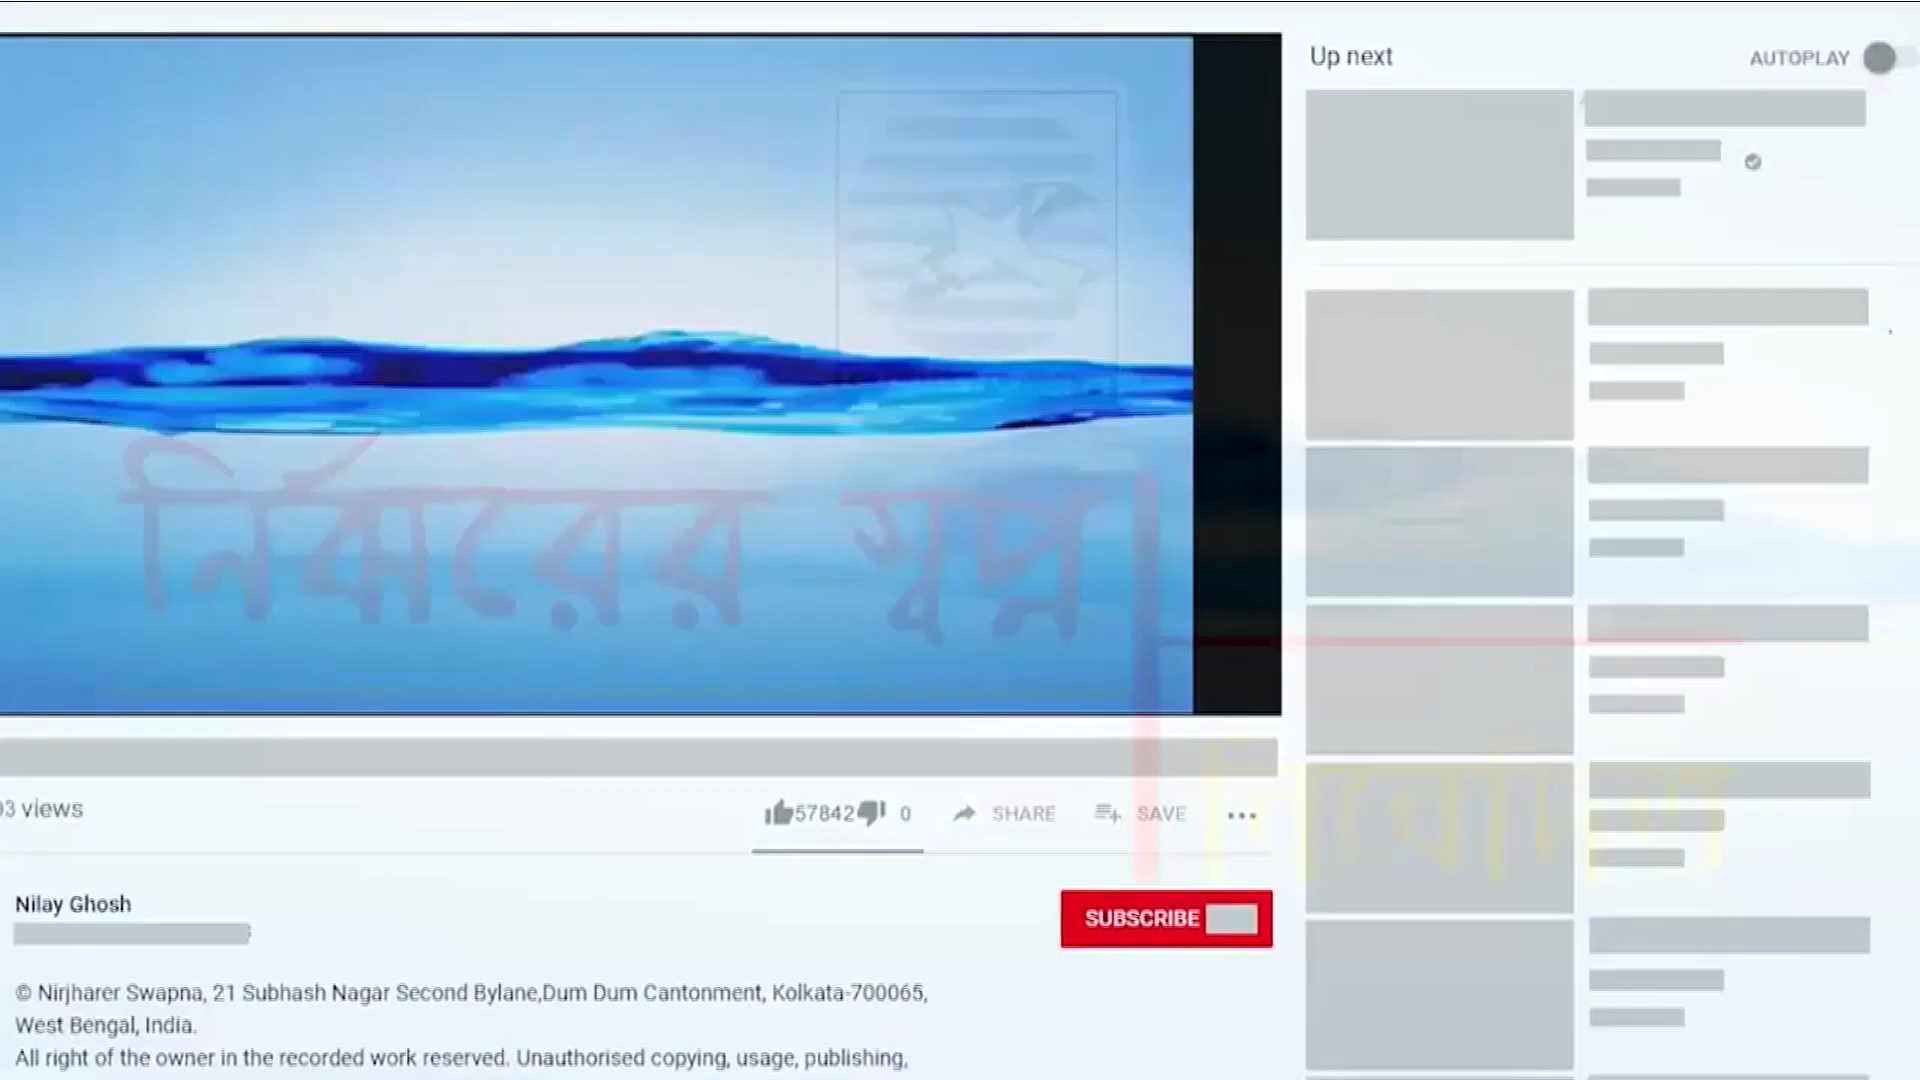 Up next
AUTOPLAY
নির্ঝরের স্বপ্ন
নিবেদিত
93 views
57842 0 SHARE SAVE
Nilay Ghosh
SUBSCRIBE
© Nirjharer Swapna, 21 Subhash Nagar Second Bylane,Dum Dum Cantonment, Kolkata-700065,
West Bengal, India.
All right of the owner in the recorded work reserved. Unauthorised copying, usage, publishing,